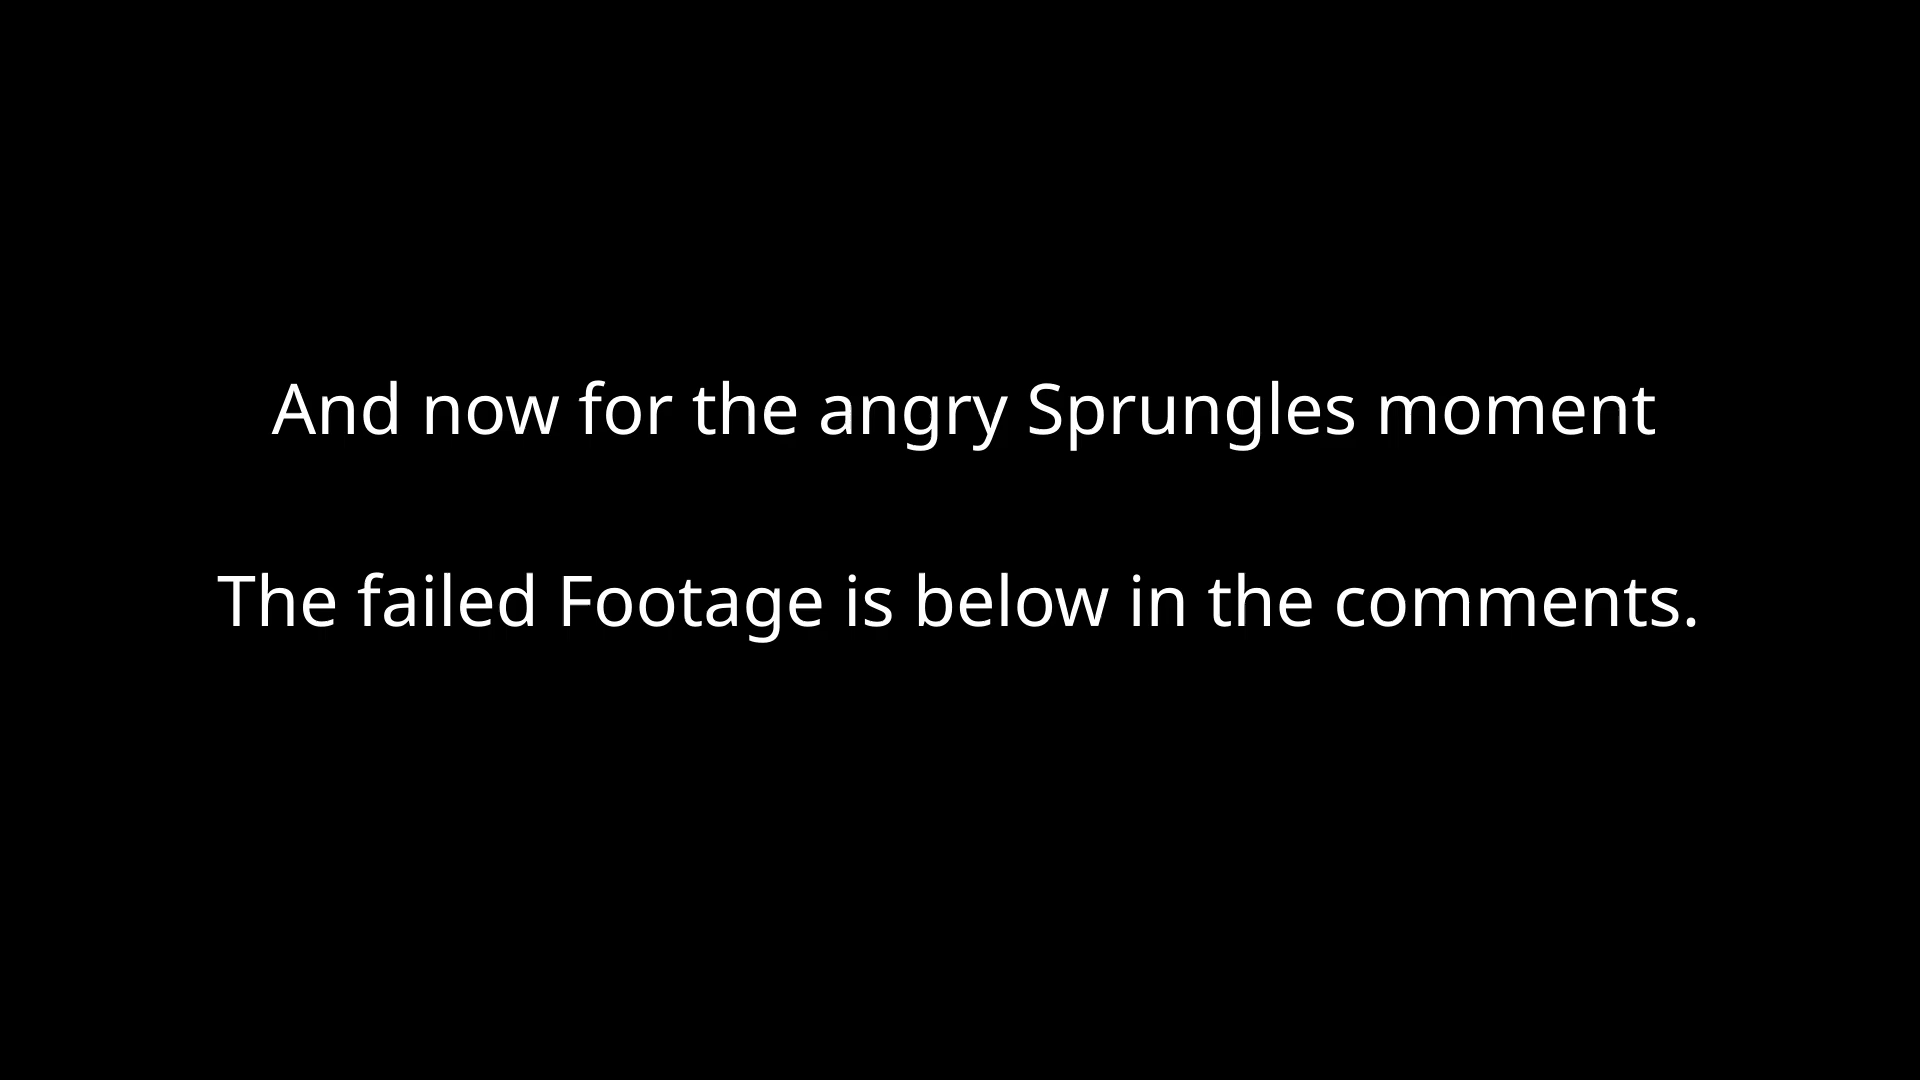 And now for the angry Sprungles moment
The failed Footage is below in the comments.